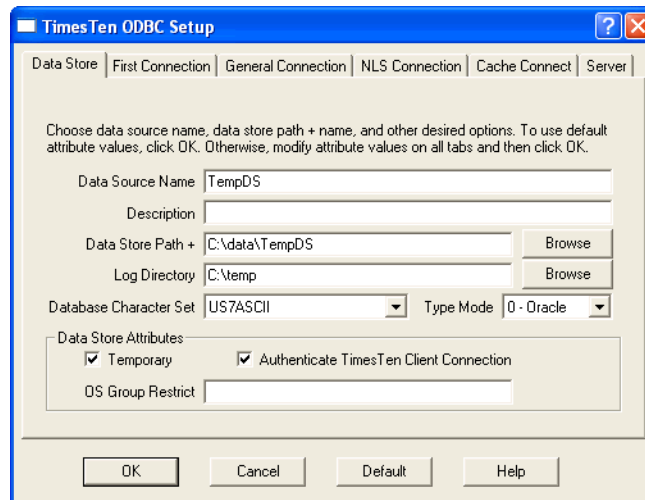 TimesTen ODBC Setup
Data Store First Connection General Connection NLS Connection Cache Connect Server
Choose data source name, data store path + name, and other desired options. To use default
attribute values, click OK. Otherwise, modify attribute values on all tabs and then click OK.
Data Source Name TempDS
Description
Data Store Path + C:\data\TempDS Browse
Log Directory C:\temp Browse
Database Character Set US7ASCII Type Mode 0 - Oracle
Data Store Attributes
Temporary Authenticate TimesTen Client Connection
OS Group Restrict
OK Cancel Default Help